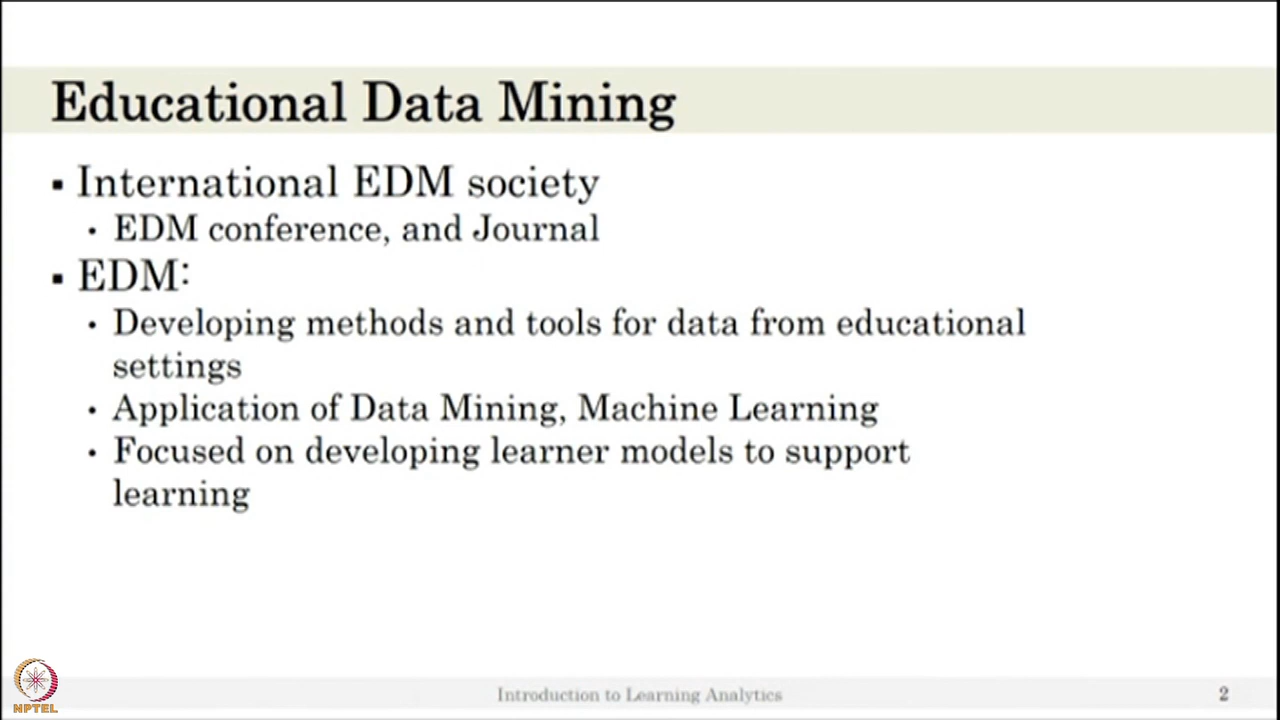 Educational Data Mining
▪ International EDM society
• EDM conference, and Journal
▪ EDM:
• Developing methods and tools for data from educational
settings
• Application of Data Mining, Machine Learning
• Focused on developing learner models to support
learning
NPTEL
Introduction to Learning Analytics
2